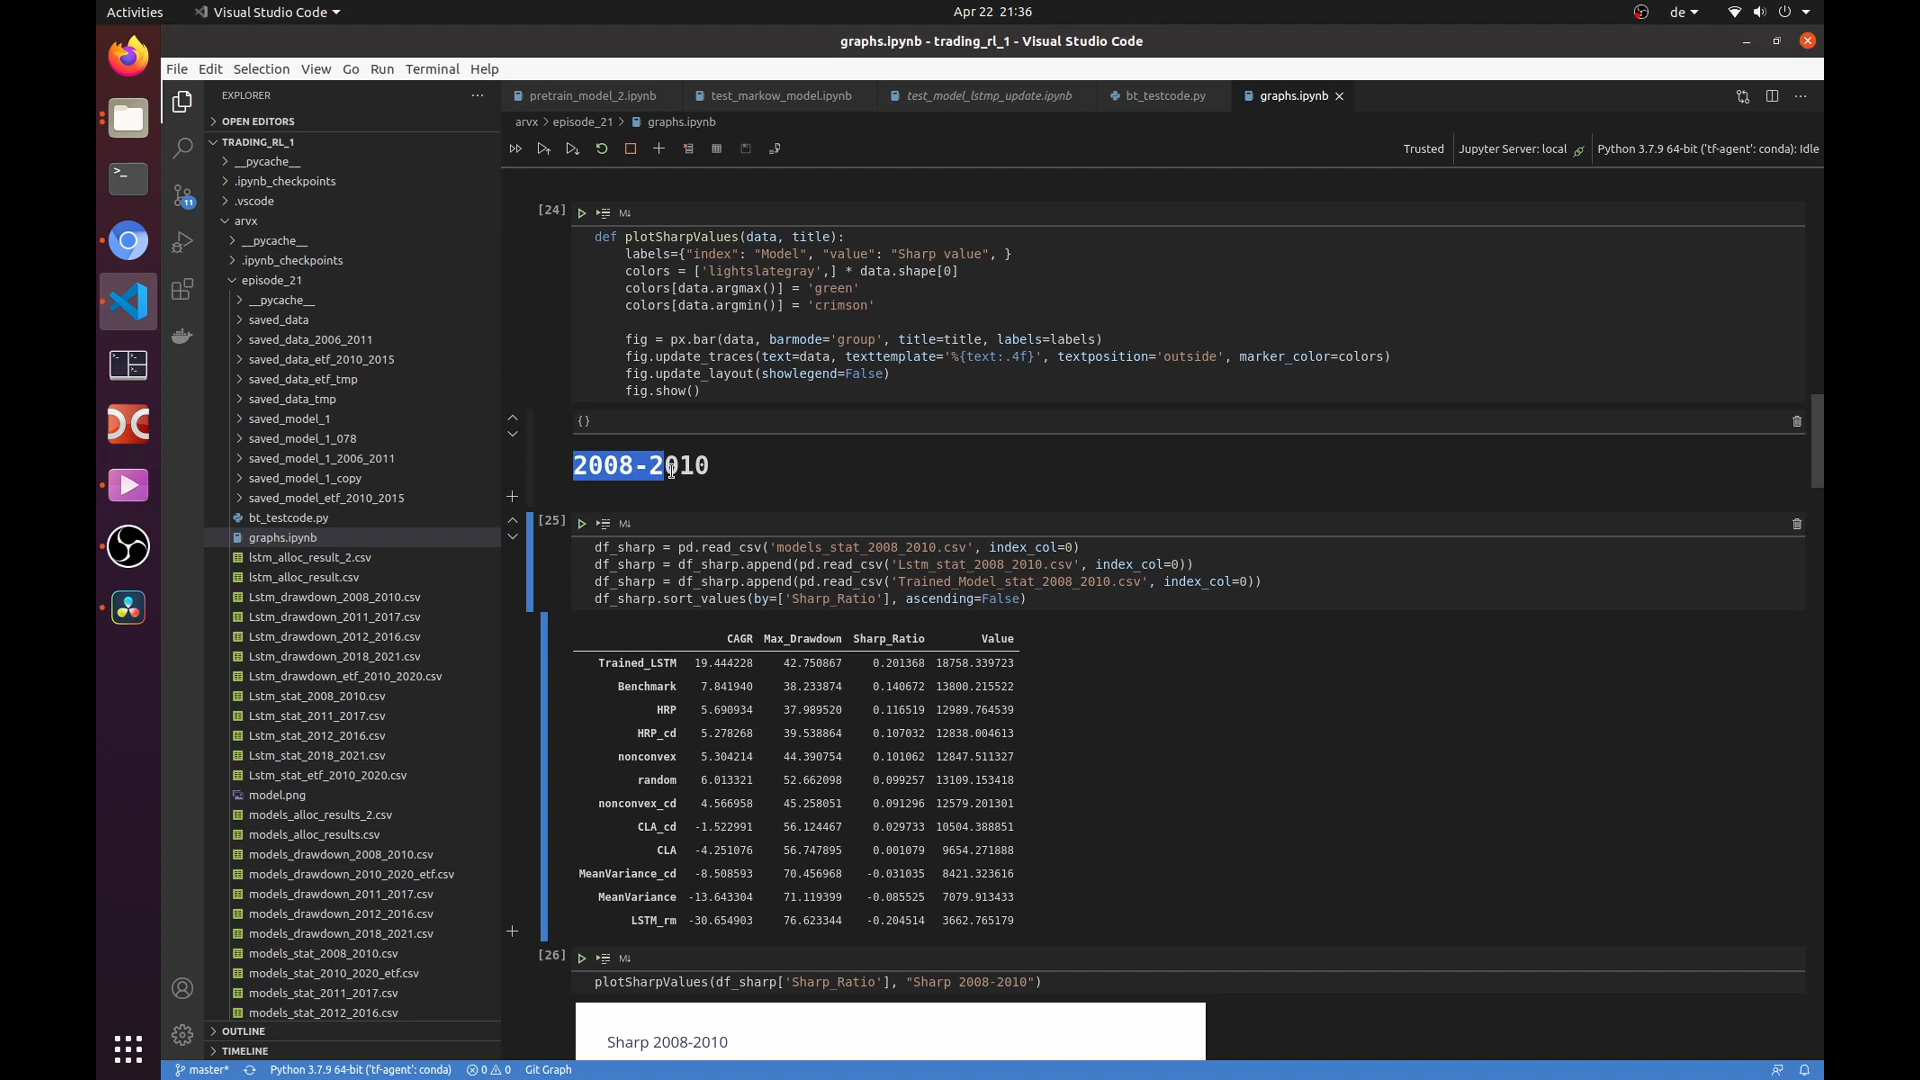 Activities
Visual Studio Code
Apr 22 21:36
de
graphs.ipynb - trading_rl_1 - Visual Studio Code
File Edit Selection View Go Run Terminal Help
EXPLORER
pretrain_model_2.ipynb
test_markow_model.ipynb
test_model_lstmp_update.ipynb
bt_testcode.py
graphs.ipynb
OPEN EDITORS
arvx > episode_21 > graphs.ipynb
TRADING_RL_1
Trusted
Jupyter Server: local
Python 3.7.9 64-bit ('tf-agent': conda): Idle
__pycache__
.ipynb_checkpoints
.vscode
11
arvx
__pycache__
.ipynb_checkpoints
episode_21
__pycache__
saved_data
saved_data_2006_2011
saved_data_etf_2010_2015
saved_data_etf_tmp
saved_data_tmp
saved_model_1
saved_model_1_078
saved_model_1_2006_2011
saved_model_1_copy
saved_model_etf_2010_2015
bt_testcode.py
graphs.ipynb
lstm_alloc_result_2.csv
lstm_alloc_result.csv
Lstm_drawdown_2008_2010.csv
Lstm_drawdown_2011_2017.csv
Lstm_drawdown_2012_2016.csv
Lstm_drawdown_2018_2021.csv
Lstm_drawdown_etf_2010_2020.csv
Lstm_stat_2008_2010.csv
Lstm_stat_2011_2017.csv
Lstm_stat_2012_2016.csv
Lstm_stat_2018_2021.csv
Lstm_stat_etf_2010_2020.csv
model.png
models_alloc_results_2.csv
models_alloc_results.csv
models_drawdown_2008_2010.csv
models_drawdown_2010_2020_etf.csv
models_drawdown_2011_2017.csv
models_drawdown_2012_2016.csv
models_drawdown_2018_2021.csv
models_stat_2008_2010.csv
models_stat_2010_2020_etf.csv
models_stat_2011_2017.csv
models_stat_2012_2016.csv
OUTLINE
TIMELINE
[24]
M↓
def plotSharpValues(data, title):
labels={"index": "Model", "value": "Sharp value", }
colors = ['lightslategray',] * data.shape[0]
colors[data.argmax()] = 'green'
colors[data.argmin()] = 'crimson'
fig = px.bar(data, barmode='group', title=title, labels=labels)
fig.update_traces(text=data, texttemplate='%{text:.4f}', textposition='outside', marker_color=colors)
fig.update_layout(showlegend=False)
fig.show()
{}
2008-2010
[25]
M↓
df_sharp = pd.read_csv('models_stat_2008_2010.csv', index_col=0)
df_sharp = df_sharp.append(pd.read_csv('Lstm_stat_2008_2010.csv', index_col=0))
df_sharp = df_sharp.append(pd.read_csv('Trained_Model_stat_2008_2010.csv', index_col=0))
df_sharp.sort_values(by=['Sharp_Ratio'], ascending=False)
CAGR Max_Drawdown Sharp_Ratio Value
Trained_LSTM 19.444228 42.750867 0.201368 18758.339723
Benchmark 7.841940 38.233874 0.140672 13800.215522
HRP 5.690934 37.989520 0.116519 12989.764539
HRP_cd 5.278268 39.538864 0.107032 12838.004613
nonconvex 5.304214 44.390754 0.101062 12847.511327
random 6.013321 52.662098 0.099257 13109.153418
nonconvex_cd 4.566958 45.258051 0.091296 12579.201301
CLA_cd -1.522991 56.124467 0.029733 10504.388851
CLA -4.251076 56.747895 0.001079 9654.271888
MeanVariance_cd -8.508593 70.456968 -0.031035 8421.323616
MeanVariance -13.643304 71.119399 -0.085525 7079.913433
LSTM_rm -30.654903 76.623344 -0.204514 3662.765179
[26]
M↓
plotSharpValues(df_sharp['Sharp_Ratio'], "Sharp 2008-2010")
Sharp 2008-2010
master*
Python 3.7.9 64-bit ('tf-agent': conda)
0
0
Git Graph